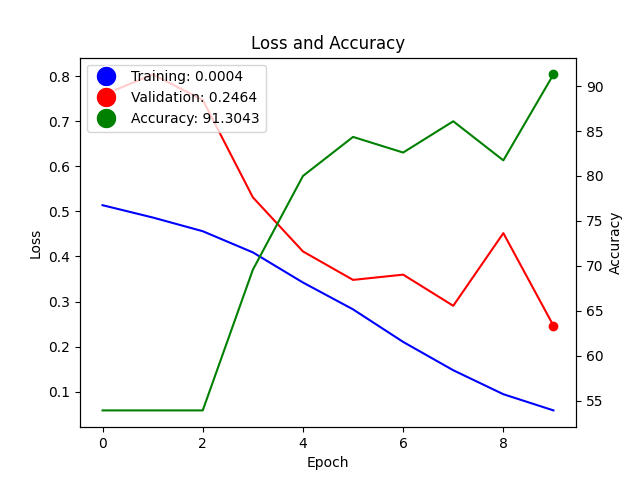 Loss and Accuracy
Training: 0.0004
Validation: 0.2464
Accuracy: 91.3043
0.8
0.7
0.6
0.5
0.4
0.3
0.2
0.1
Loss
90
85
80
75
70
65
60
55
Accuracy
0 2 4 6 8
Epoch